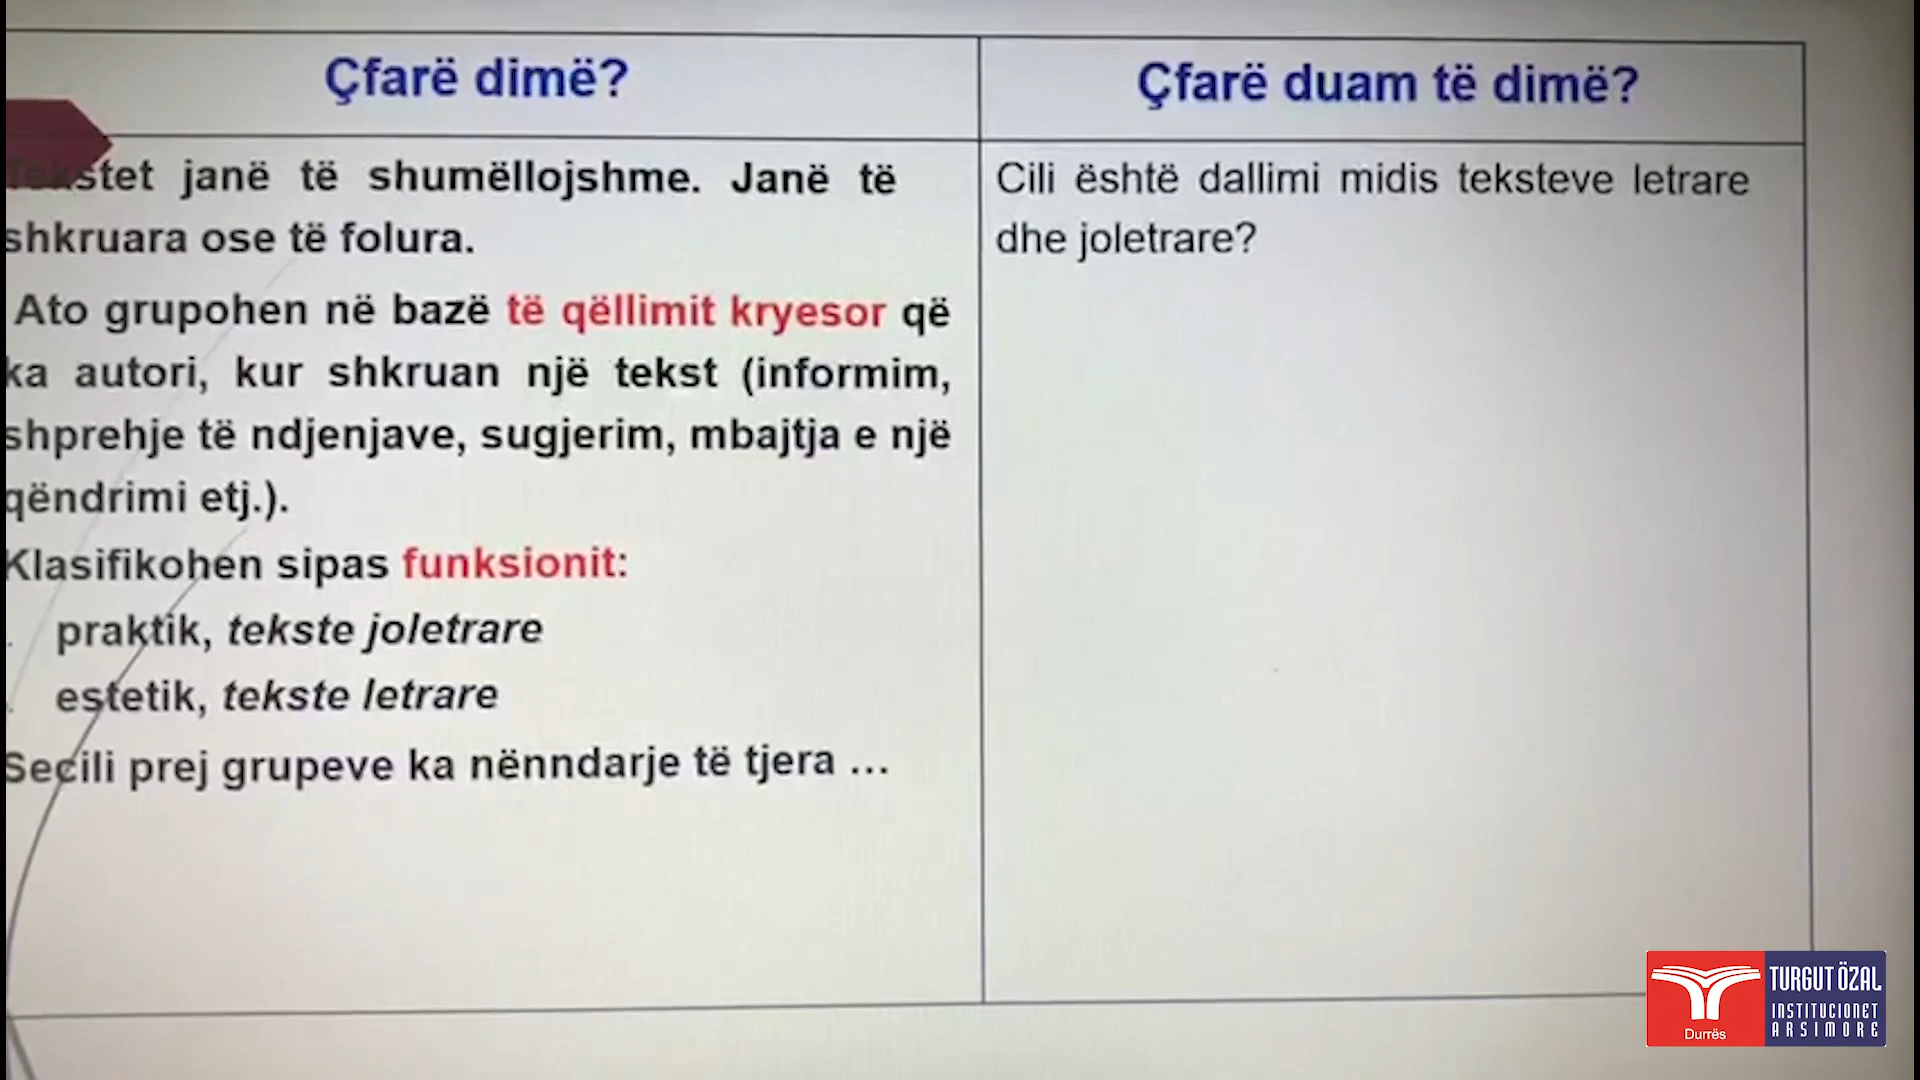 Çfarë dimë?
Tekstet janë të shumëllojshme. Janë të
shkruara ose të folura.
Ato grupohen në bazë të qëllimit kryesor që
ka autori, kur shkruan një tekst (informim,
shprehje të ndjenjave, sugjerim, mbajtja e një
qëndrimi etj.).
Klasifikohen sipas funksionit:
praktik, tekste joletrare
estetik, tekste letrare
Secili prej grupeve ka nënndarje të tjera ...
Çfarë duam të dimë?
Cili është dallimi midis teksteve letrare
dhe joletrare?
Durrës
TURGUT ÖZAL
INSTITUCIONET
ARSIMORE